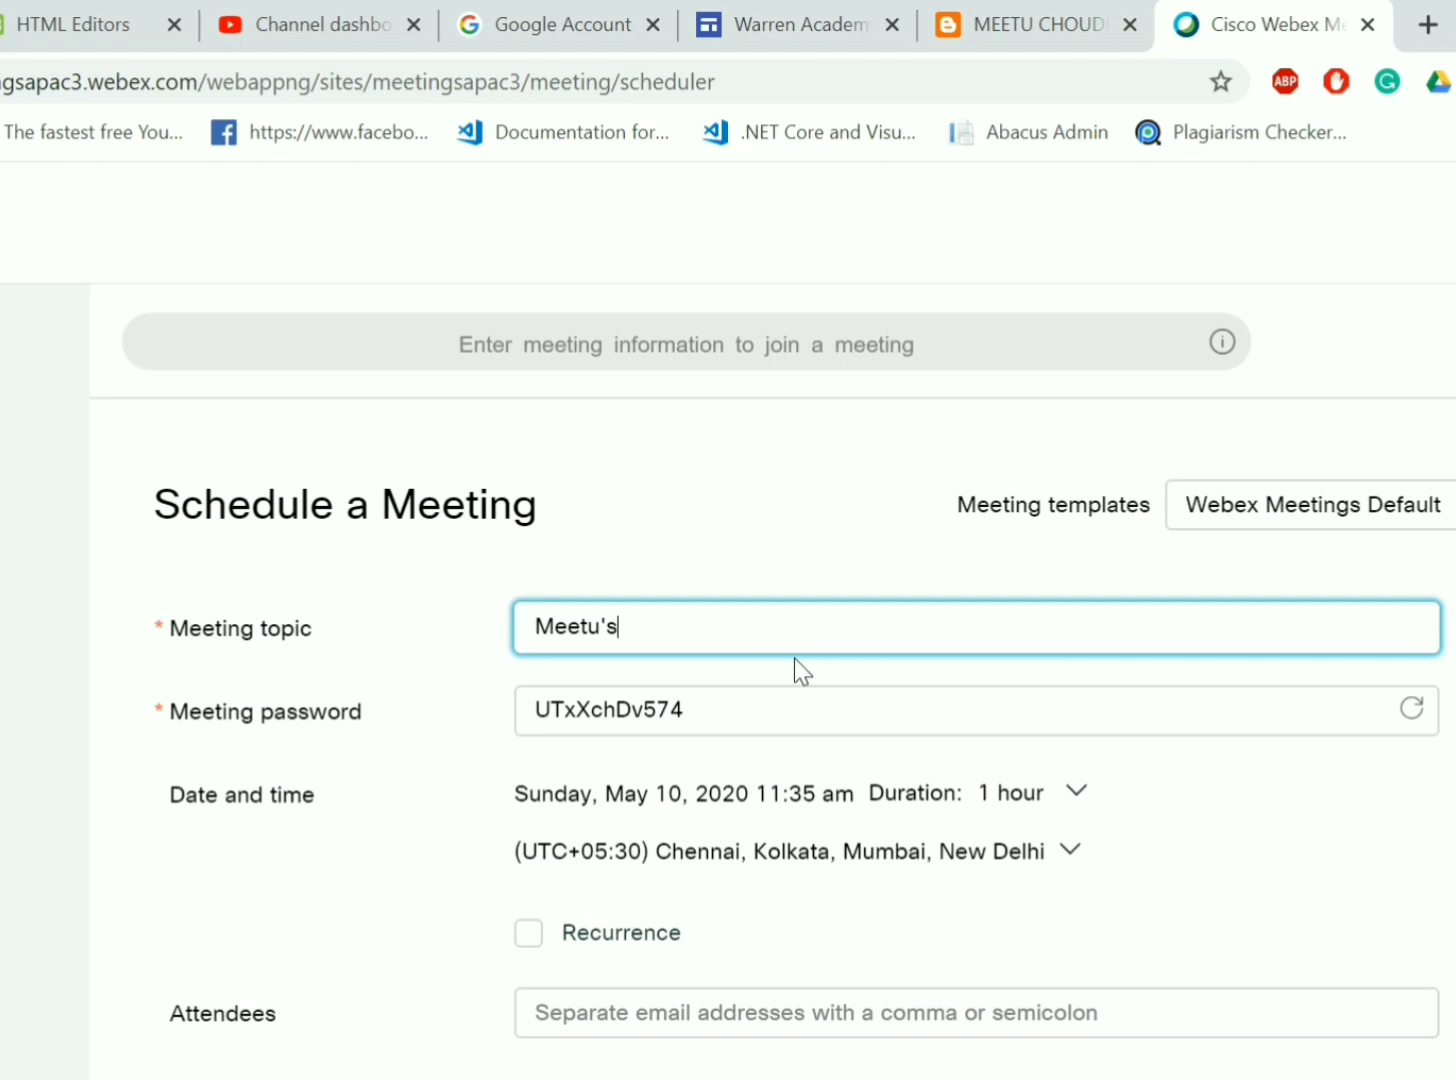 HTML Editors
Channel dashbo
Google Account
Warren Academ
MEETU CHOUD
Cisco Webex Me
gsapac3.webex.com/webappng/sites/meetingsapac3/meeting/scheduler
ABP
The fastest free You...
https://www.facebo...
Documentation for...
.NET Core and Visu...
Abacus Admin
Plagiarism Checker...
Enter meeting information to join a meeting
Schedule a Meeting
Meeting templates
Webex Meetings Default
* Meeting topic
Meetu's
* Meeting password
UTxXchDv574
Date and time
Sunday, May 10, 2020 11:35 am Duration: 1 hour
(UTC+05:30) Chennai, Kolkata, Mumbai, New Delhi
Recurrence
Attendees
Separate email addresses with a comma or semicolon